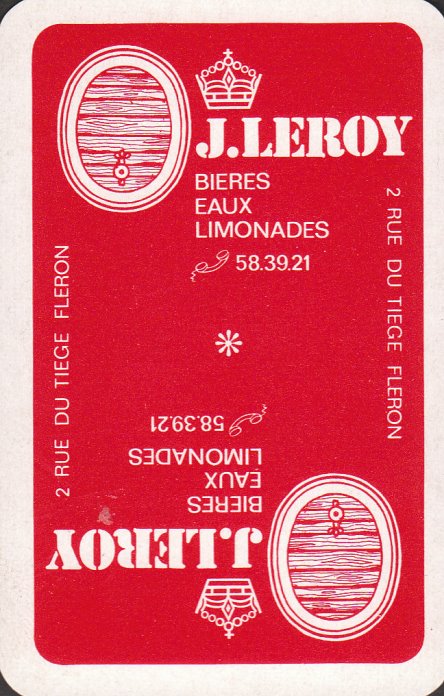 J.LEROY
BIERES
EAUX
LIMONADES
58.39.21
2 RUE DU TIEGE FLERON
2 RUE DU TIEGE FLERON
58.39.21
LIMONADES
EAUX
BIERES
J.LEROY